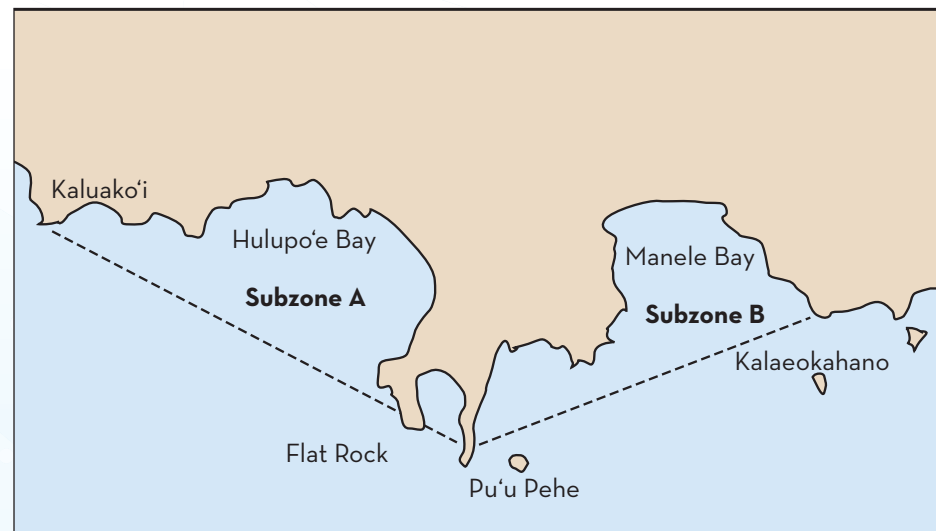 Kaluako‘i
Hulupo‘e Bay
Manele Bay
Subzone A
Subzone B
Kalaeokahano
Flat Rock
Pu‘u Pehe